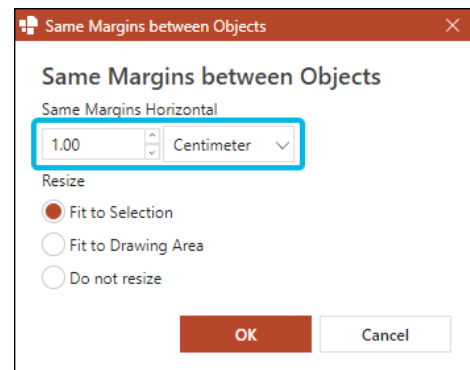 Same Margins between Objects
Same Margins between Objects
Same Margins Horizontal
1.00 Centimeter
Resize
Fit to Selection
Fit to Drawing Area
Do not resize
OK Cancel